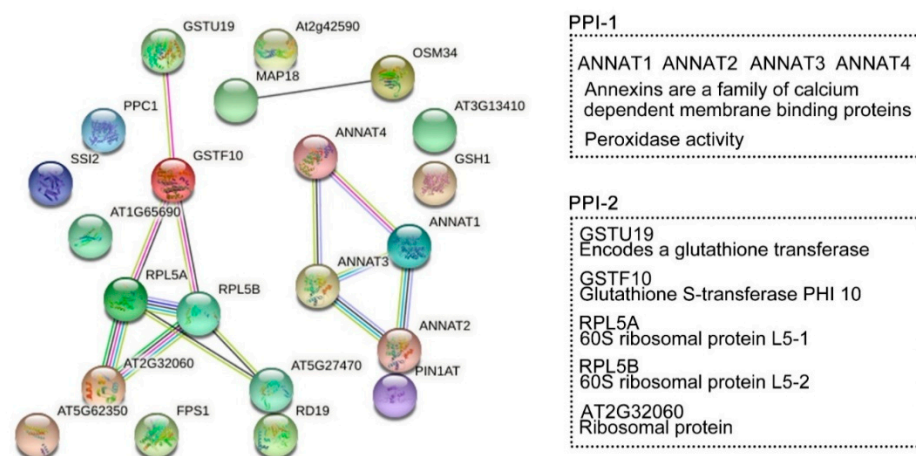 GSTU19
At2g42590
OSM34
MAP18
PPC1
ANNAT4
AT3G13410
SSI2
GSTF10
GSH1
AT1G65690
ANNAT1
ANNAT3
RPL5A
RPL5B
ANNAT2
AT2G32060
AT5G27470
PIN1AT
AT5G62350
FPS1
RD19
PPI-1
ANNAT1 ANNAT2 ANNAT3 ANNAT4
Annexins are a family of calcium
dependent membrane binding proteins
Peroxidase activity
PPI-2
GSTU19
Encodes a glutathione transferase
GSTF10
Glutathione S-transferase PHI 10
RPL5A
60S ribosomal protein L5-1
RPL5B
60S ribosomal protein L5-2
AT2G32060
Ribosomal protein